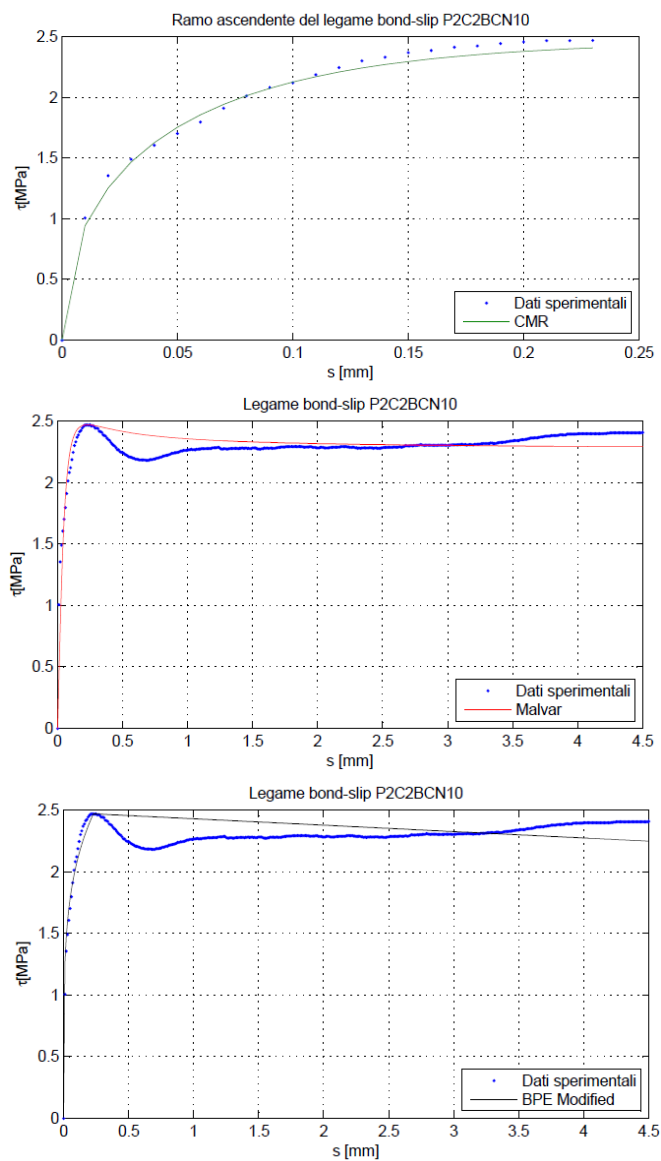 Ramo ascendente del legame bond-slip P2C2BCN10
2.5
2
1.5
1
0.5
0
τ[MPa]
Dati sperimentali
CMR
0 0.05 0.1 0.15 0.2 0.25
s [mm]
Legame bond-slip P2C2BCN10
2.5
2
1.5
1
0.5
0
τ[MPa]
Dati sperimentali
Malvar
0 0.5 1 1.5 2 2.5 3 3.5 4 4.5
s [mm]
Legame bond-slip P2C2BCN10
2.5
2
1.5
1
0.5
0
τ[MPa]
Dati sperimentali
BPE Modified
0 0.5 1 1.5 2 2.5 3 3.5 4 4.5
s [mm]